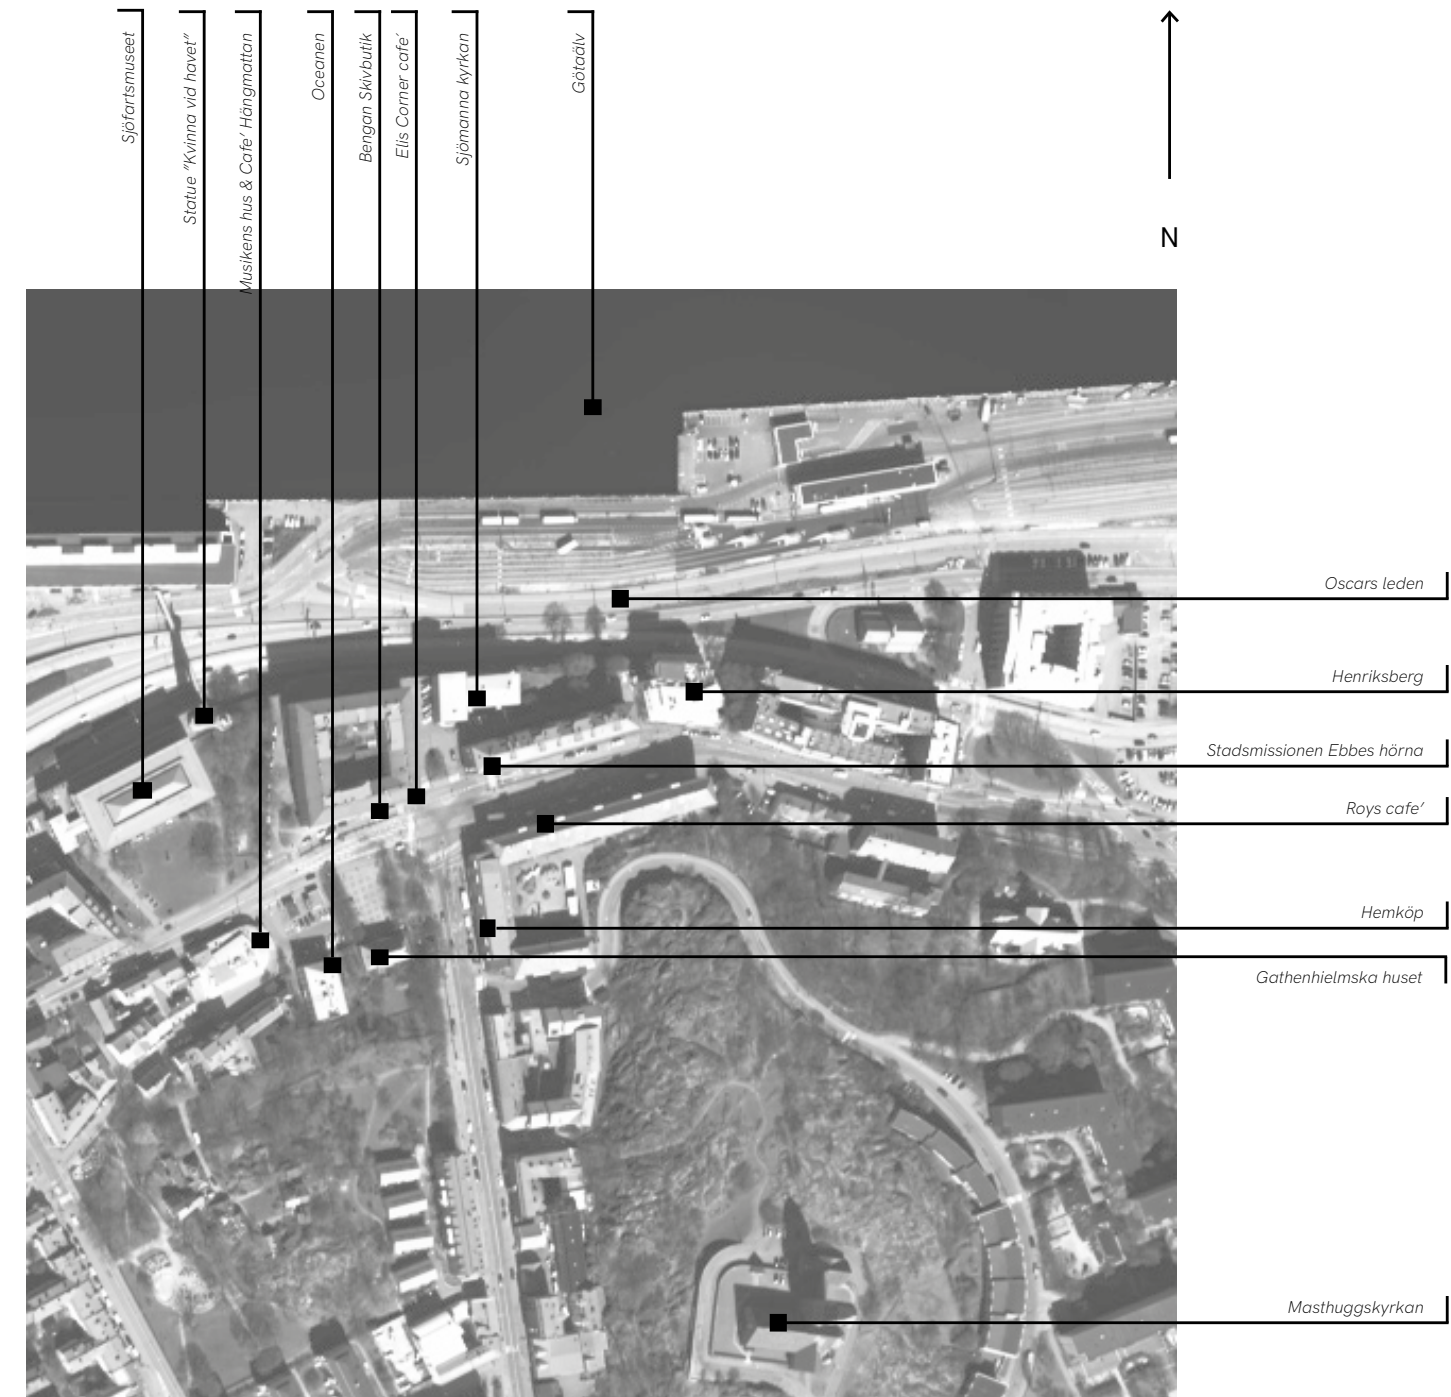 Sjöfartsmuseet
Statue "Kvinna vid havet"
Musikens hus & Cafe' Hängmattan
Oceanen
Bengan Skivbutik
Elis Corner cafe'
Sjömanna kyrkan
Götaälv
N
Oscars leden
Henriksberg
Stadsmissionen Ebbes hörna
Roys cafe'
Hemköp
Gathenhielmska huset
Masthuggskyrkan